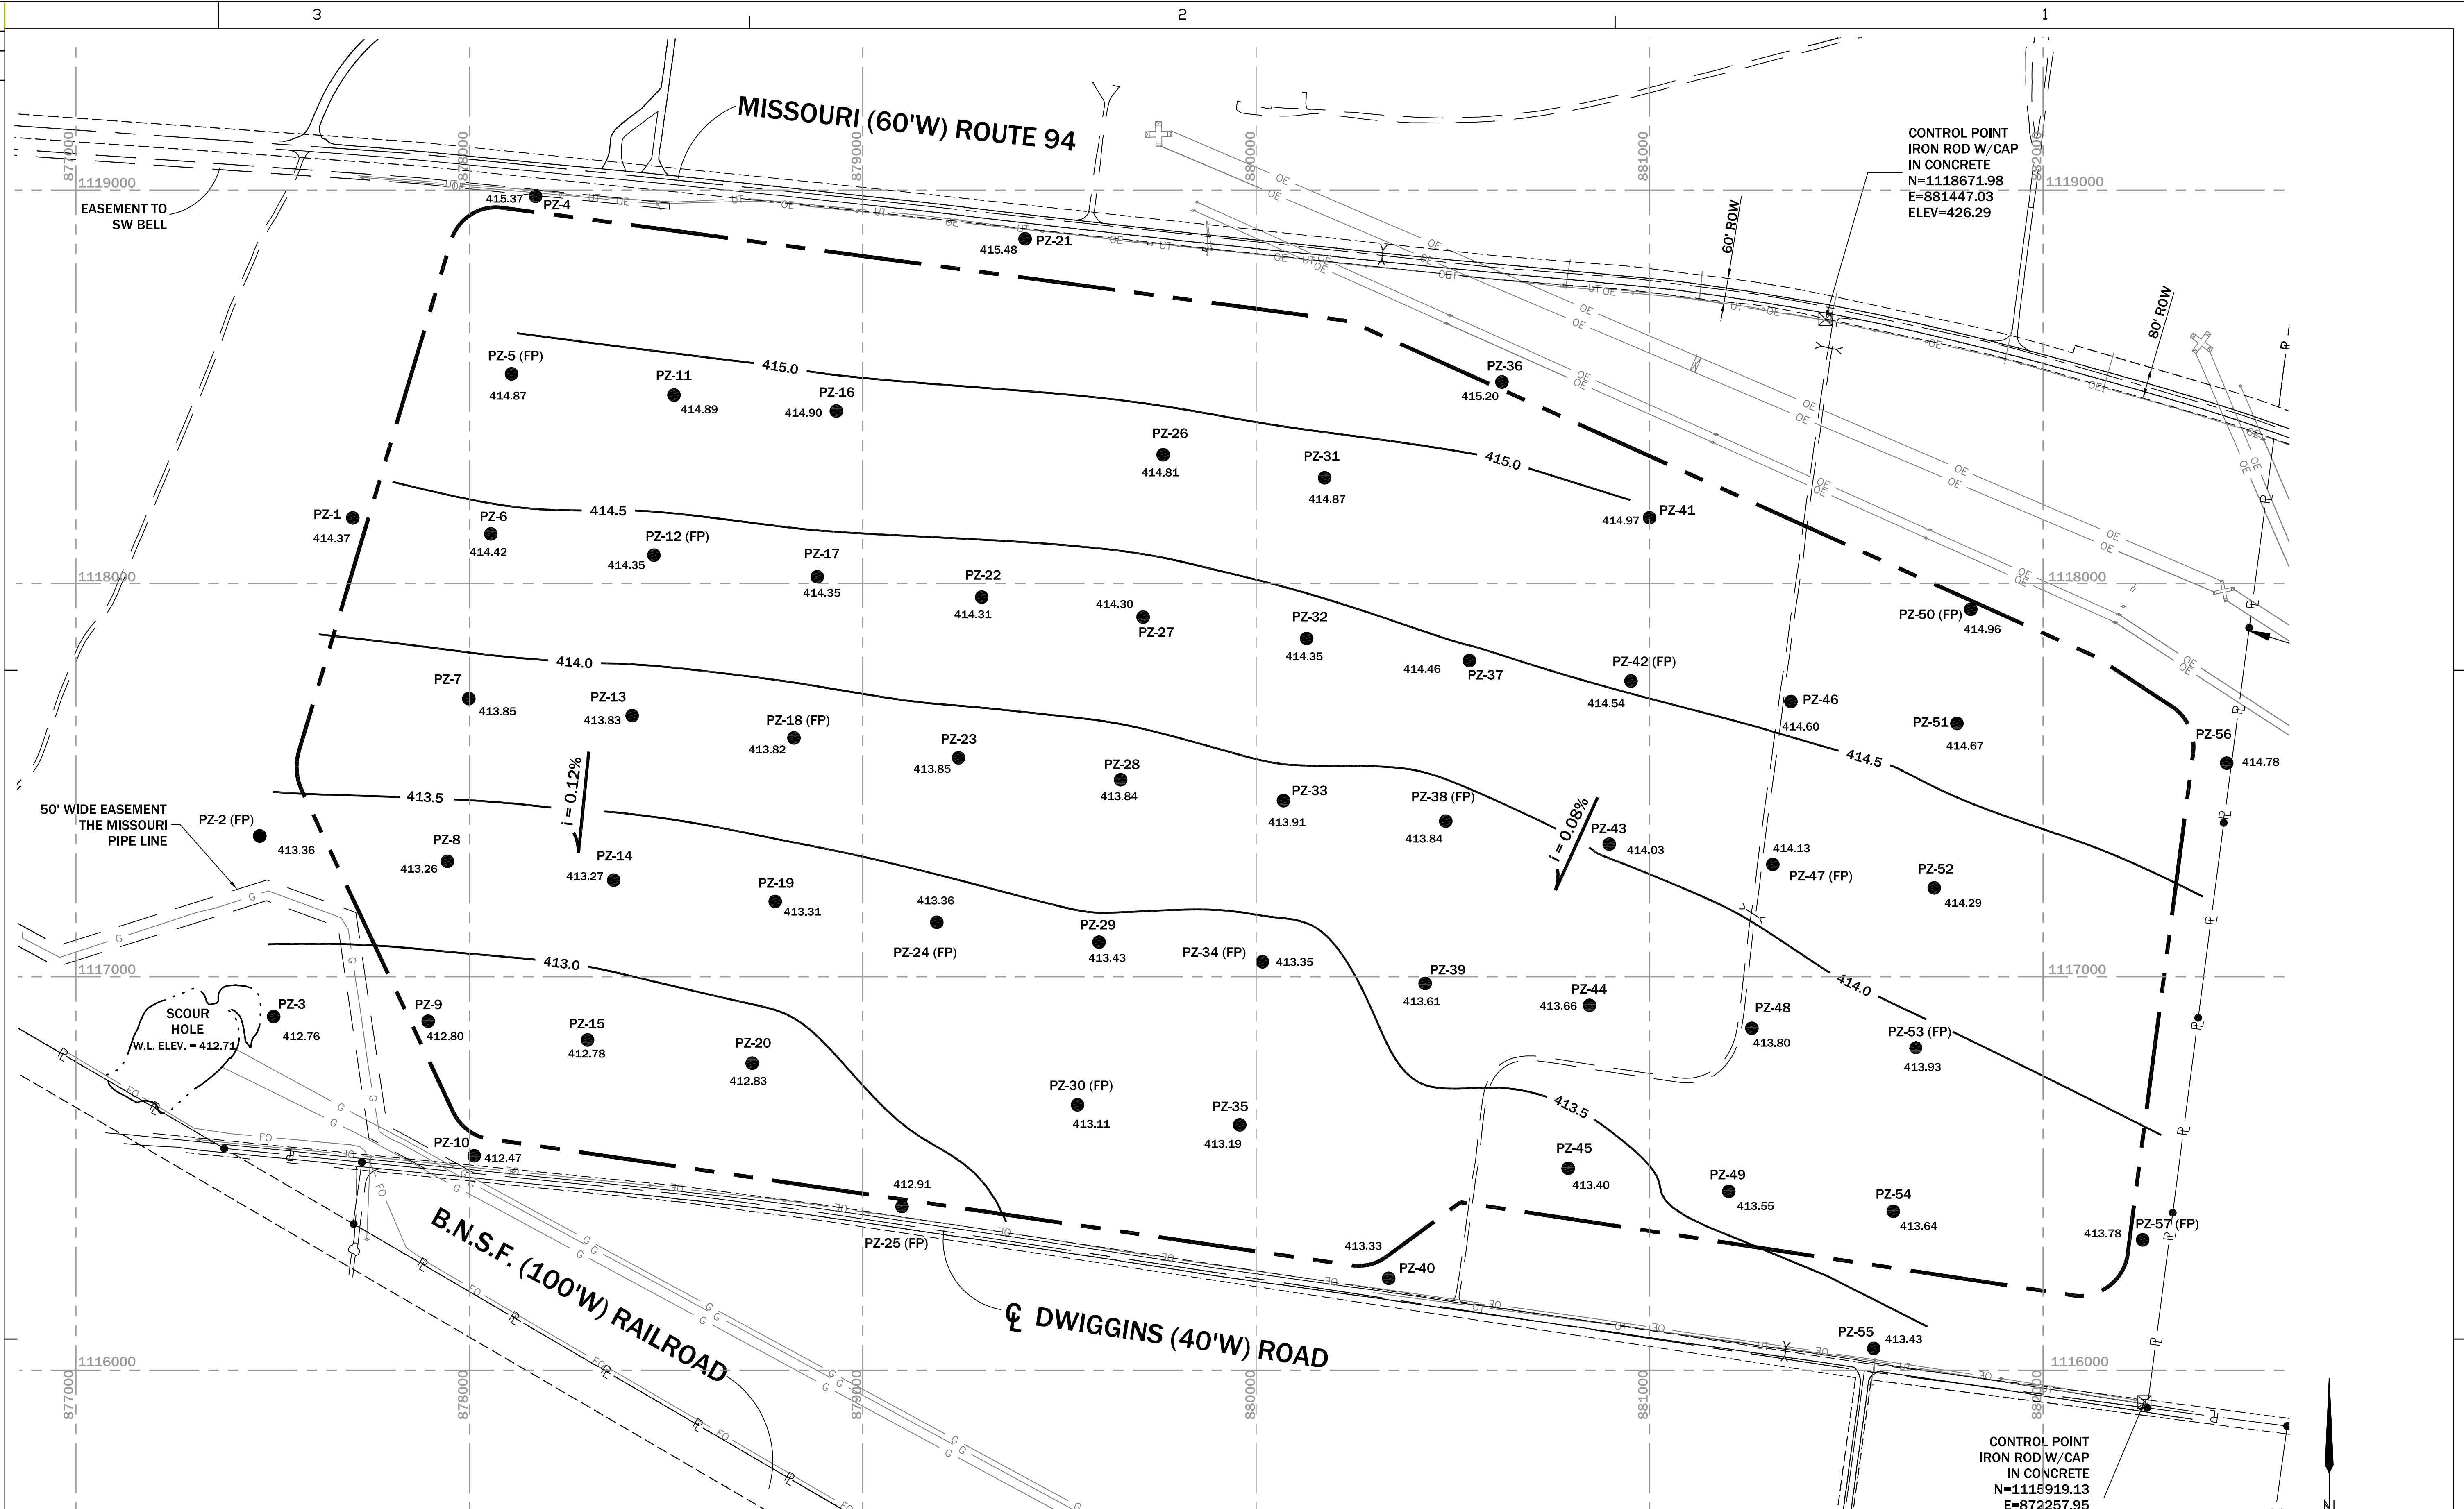 3
2
1
MISSOURI (60'W) ROUTE 94
CONTROL POINT
IRON ROD W/CAP
IN CONCRETE
N=1118671.98
E=881447.03
ELEV=426.29
877000
878000
879000
880000
881000
882000
1119000
1119000
EASEMENT TO
SW BELL
60' ROW
80' ROW
415.37
PZ-4
415.48
PZ-21
PZ-5 (FP)
414.87
PZ-11
414.89
415.0
PZ-16
414.90
PZ-36
415.20
PZ-26
414.81
PZ-31
414.87
415.0
PZ-1
414.37
PZ-6
414.42
414.5
PZ-12 (FP)
414.35
PZ-41
414.97
1118000
1118000
PZ-17
414.35
PZ-22
414.31
414.30
PZ-27
PZ-32
414.35
414.46
PZ-37
PZ-42 (FP)
414.54
PZ-50 (FP)
414.96
414.0
PZ-7
413.85
PZ-13
413.83
PZ-18 (FP)
413.82
PZ-23
413.85
PZ-28
413.84
PZ-33
413.91
PZ-38 (FP)
413.84
PZ-46
414.60
PZ-51
414.67
PZ-56
414.78
414.5
50' WIDE EASEMENT
THE MISSOURI
PIPE LINE
PZ-2 (FP)
413.36
413.5
i = 0.12%
i = 0.08%
PZ-8
413.26
PZ-14
413.27
PZ-19
413.31
413.36
PZ-24 (FP)
PZ-29
413.43
PZ-34 (FP)
413.35
PZ-43
414.03
414.13
PZ-47 (FP)
PZ-52
414.29
1117000
1117000
413.0
PZ-39
413.61
PZ-44
413.66
414.0
SCOUR
HOLE
W.L. ELEV. = 412.71
PZ-3
412.76
PZ-9
412.80
PZ-15
412.78
PZ-20
412.83
PZ-30 (FP)
413.11
PZ-35
413.19
PZ-48
413.80
PZ-53 (FP)
413.93
413.5
PZ-10
412.47
412.91
PZ-25 (FP)
PZ-45
413.40
PZ-49
413.55
PZ-54
413.64
413.78
PZ-57 (FP)
413.33
PZ-40
PZ-55
413.43
B.N.S.F. (100'W) RAILROAD
DWIGGINS (40'W) ROAD
1116000
1116000
877000
878000
879000
880000
881000
882000
CONTROL POINT
IRON ROD W/CAP
IN CONCRETE
N=1115919.13
E=872257.95